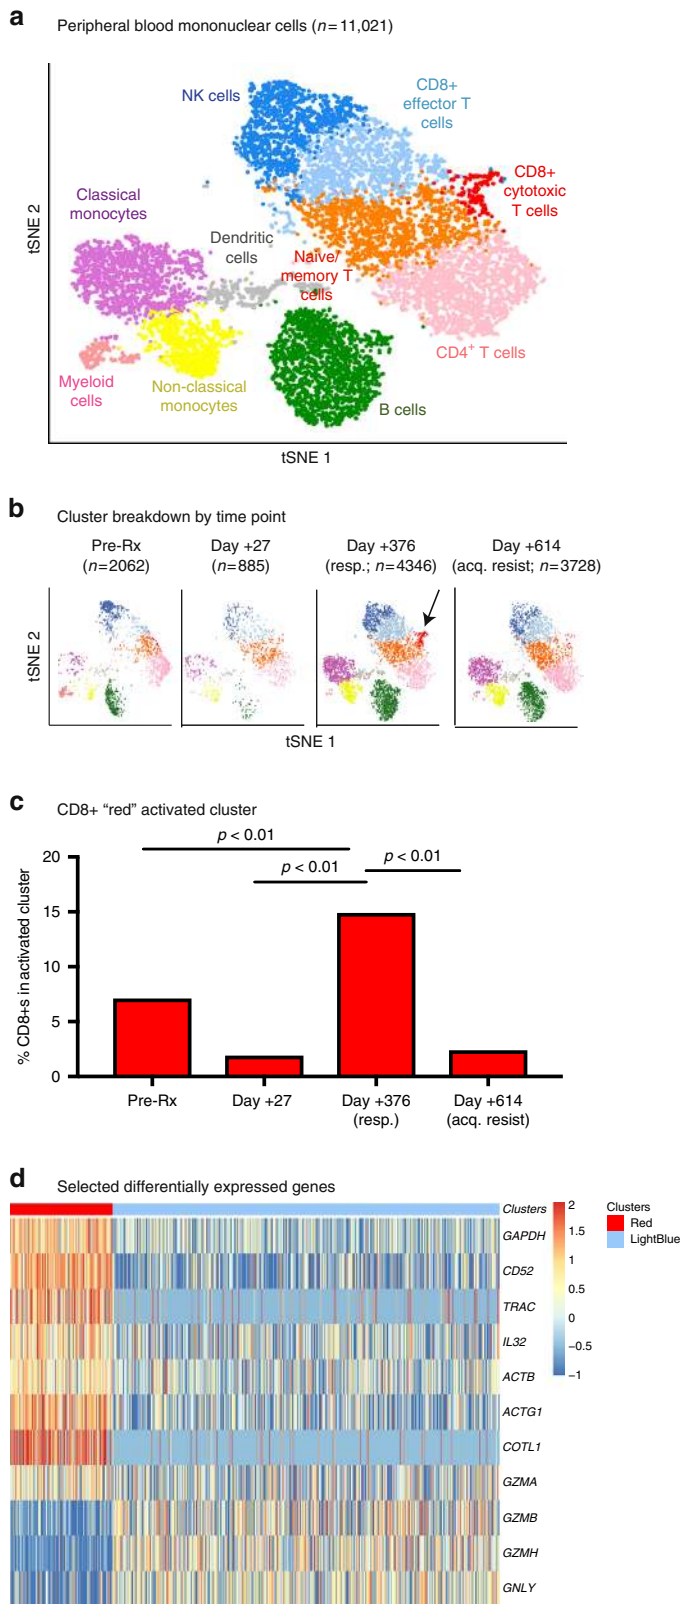 a
Peripheral blood mononuclear cells (n=11,021)
NK cells
CD8+
effector T
cells
CD8+
cytotoxic
T cells
Classical
monocytes
Dendritic
cells
Naive/
memory T
cells
CD4+ T cells
Myeloid
cells
Non-classical
monocytes
B cells
tSNE 2
tSNE 1
b
Cluster breakdown by time point
Pre-Rx
(n=2062)
Day +27
(n=885)
Day +376
(resp.; n=4346)
Day +614
(acq. resist; n=3728)
tSNE 2
tSNE 1
c
CD8+ “red” activated cluster
p < 0.01
p < 0.01
p < 0.01
% CD8+s in activated cluster
20
15
10
5
0
Pre-Rx
Day +27
Day +376
(resp.)
Day +614
(acq. resist)
d
Selected differentially expressed genes
Clusters
GAPDH
CD52
TRAC
IL32
ACTB
ACTG1
COTL1
GZMA
GZMB
GZMH
GNLY
2
1.5
1
0.5
0
−0.5
−1
Clusters
Red
LightBlue